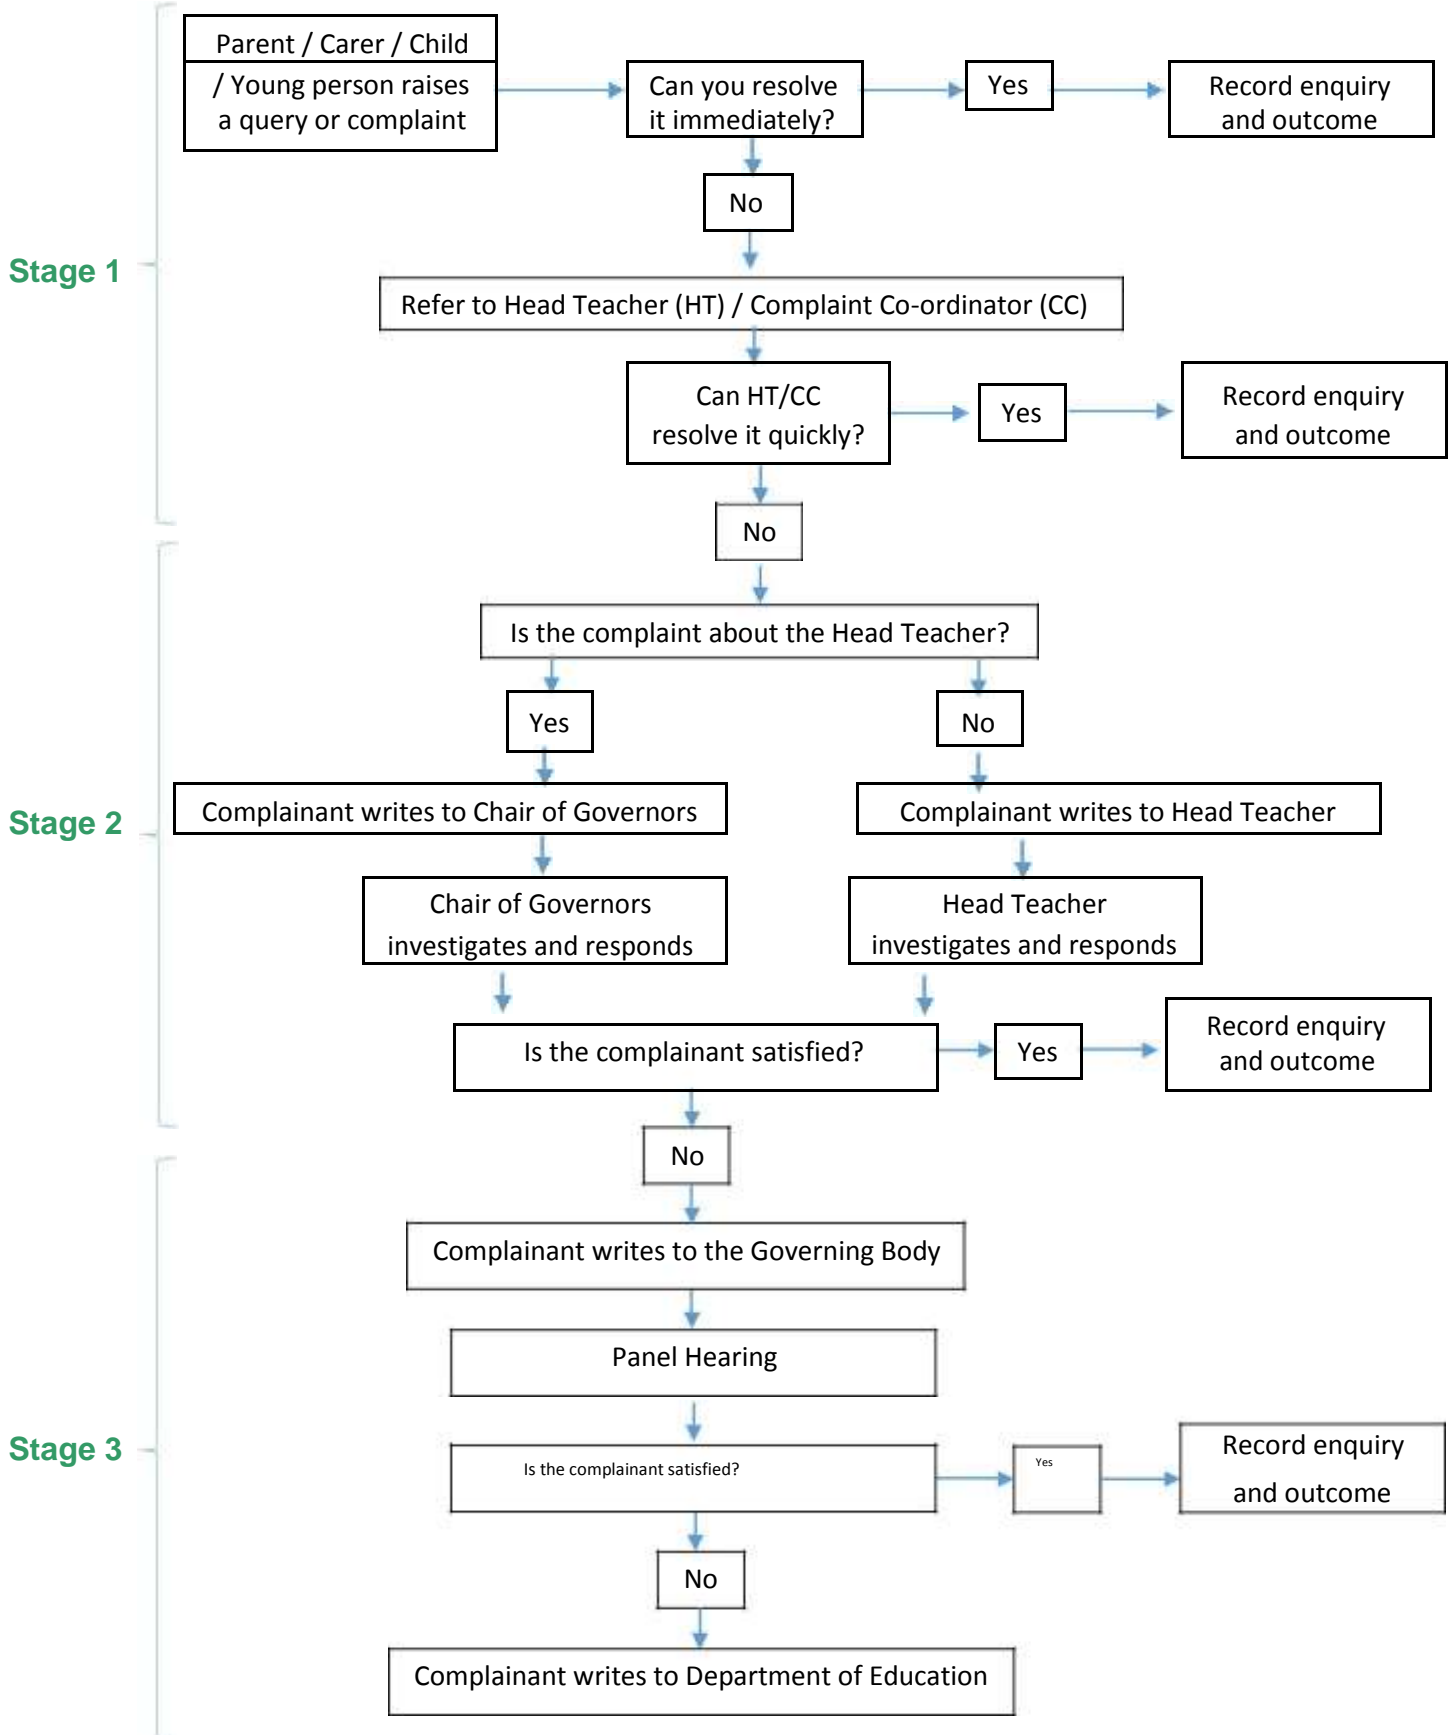 Parent / Carer / Child
/ Young person raises
a query or complaint
Can you resolve
it immediately?
Yes
Record enquiry
and outcome
No
Stage 1
Refer to Head Teacher (HT) / Complaint Co-ordinator (CC)
Can HT/CC
resolve it quickly?
Yes
Record enquiry
and outcome
No
Is the complaint about the Head Teacher?
Yes
No
Stage 2
Complainant writes to Chair of Governors
Complainant writes to Head Teacher
Chair of Governors
investigates and responds
Head Teacher
investigates and responds
Is the complainant satisfied?
Yes
Record enquiry
and outcome
No
Complainant writes to the Governing Body
Panel Hearing
Stage 3
Is the complainant satisfied?
Yes
Record enquiry
and outcome
No
Complainant writes to Department of Education